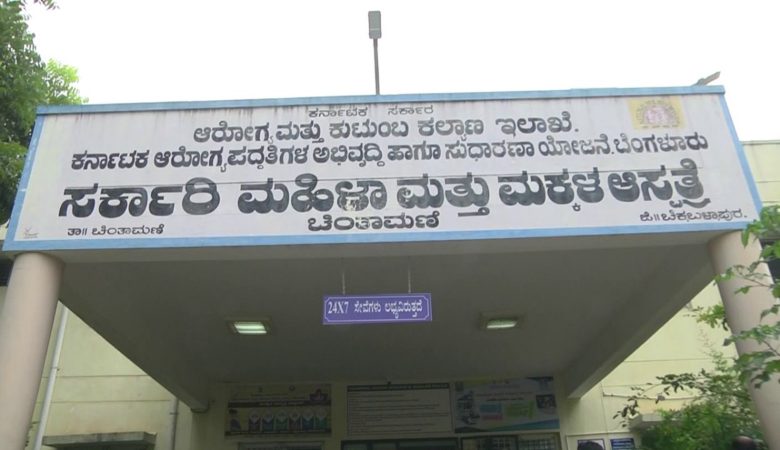 ಕರ್ನಾಟಕ ಸರ್ಕಾರ
ಆರೋಗ್ಯ ಮತ್ತು ಕುಟುಂಬ ಕಲ್ಯಾಣ ಇಲಾಖೆ.
ಕರ್ನಾಟಕ ಆರೋಗ್ಯ ಪದ್ದತಿಗಳ ಅಭಿವೃದ್ದಿ ಹಾಗೂ ಸುಧಾರಣಾ ಯೋಜನೆ. ಬೆಂಗಳೂರು
ಸರ್ಕಾರಿ ಮಹಿಳಾ ಮತ್ತು ಮಕ್ಕಳ ಆಸ್ಪತ್ರೆ
ತಾ॥ ಚಿಂತಾಮಣಿ ಚಿಂತಾಮಣಿ ಜಿ॥ ಚಿಕ್ಕಬಳ್ಳಾಪುರ.
24X7 ಸೇವೆಗಳು ಲಭ್ಯವಿರುತ್ತದೆ